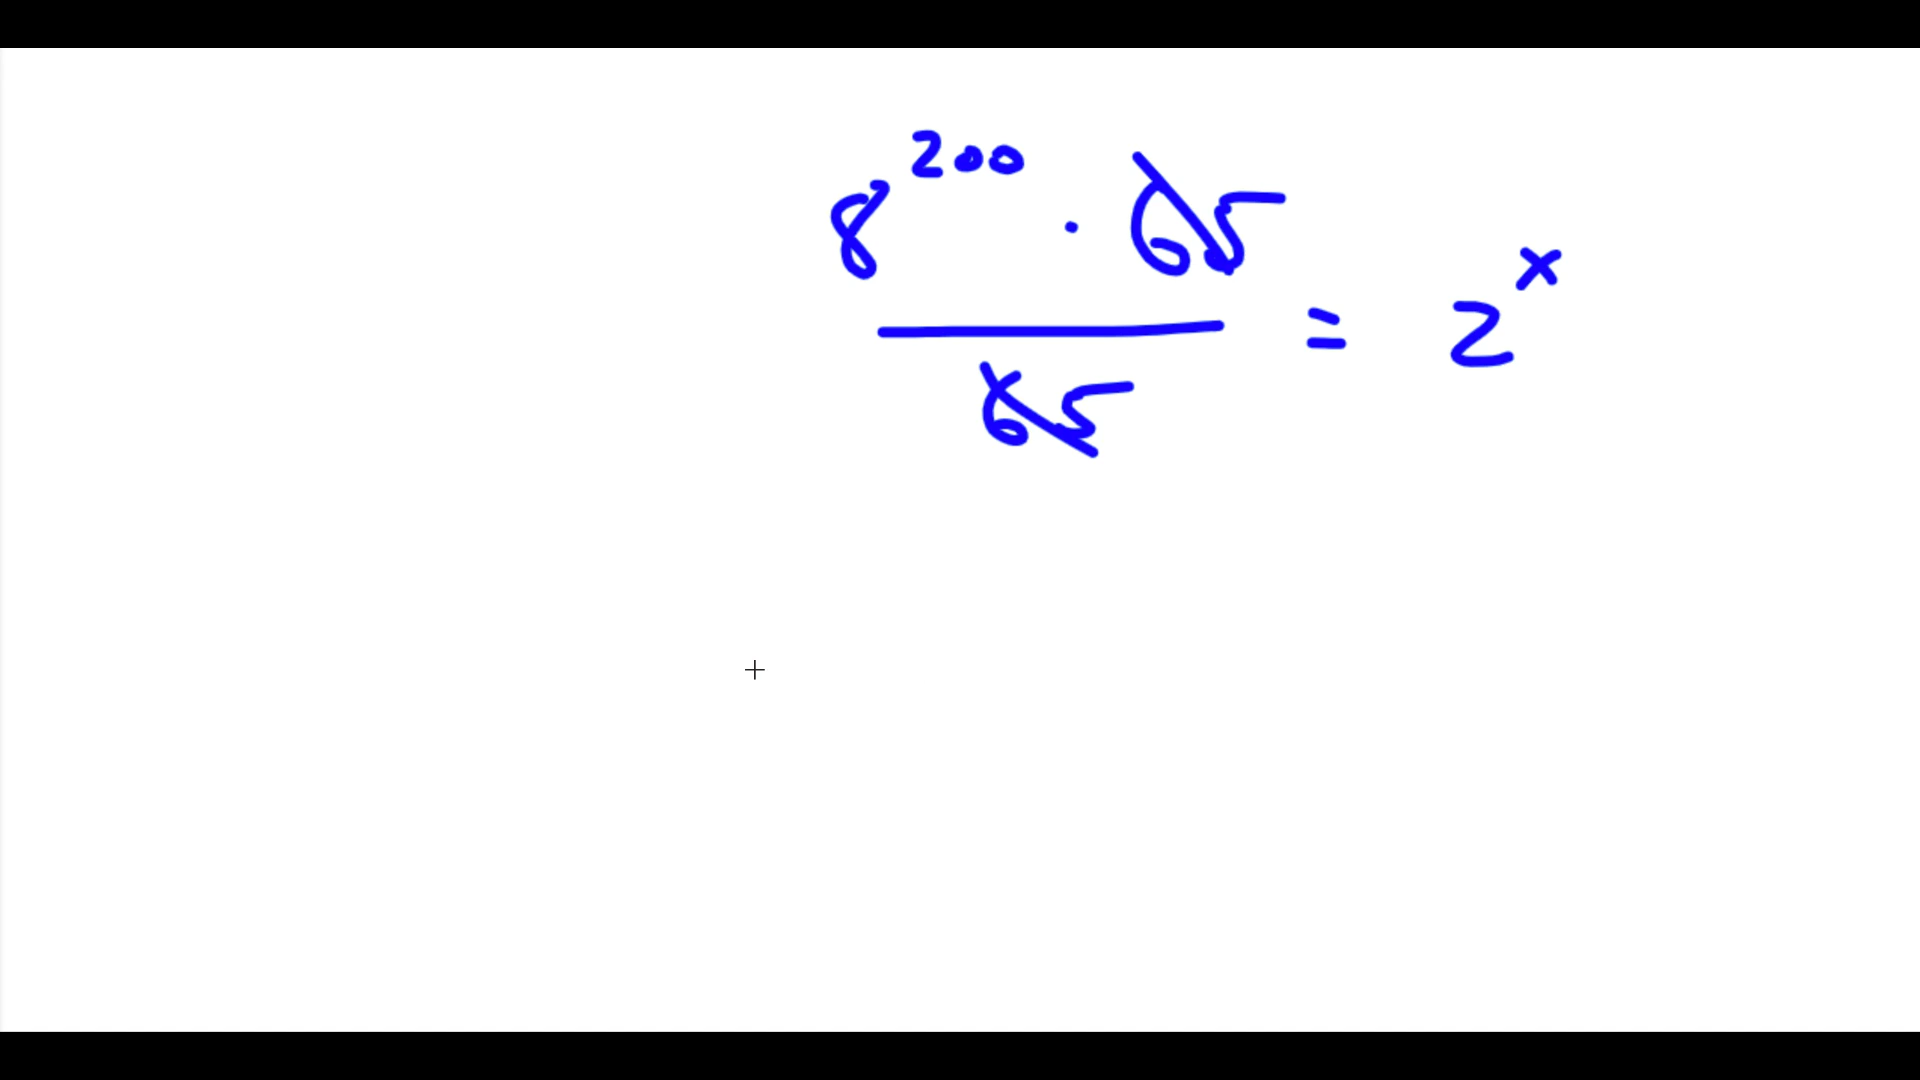 8^200 · 65
65
= 2^x